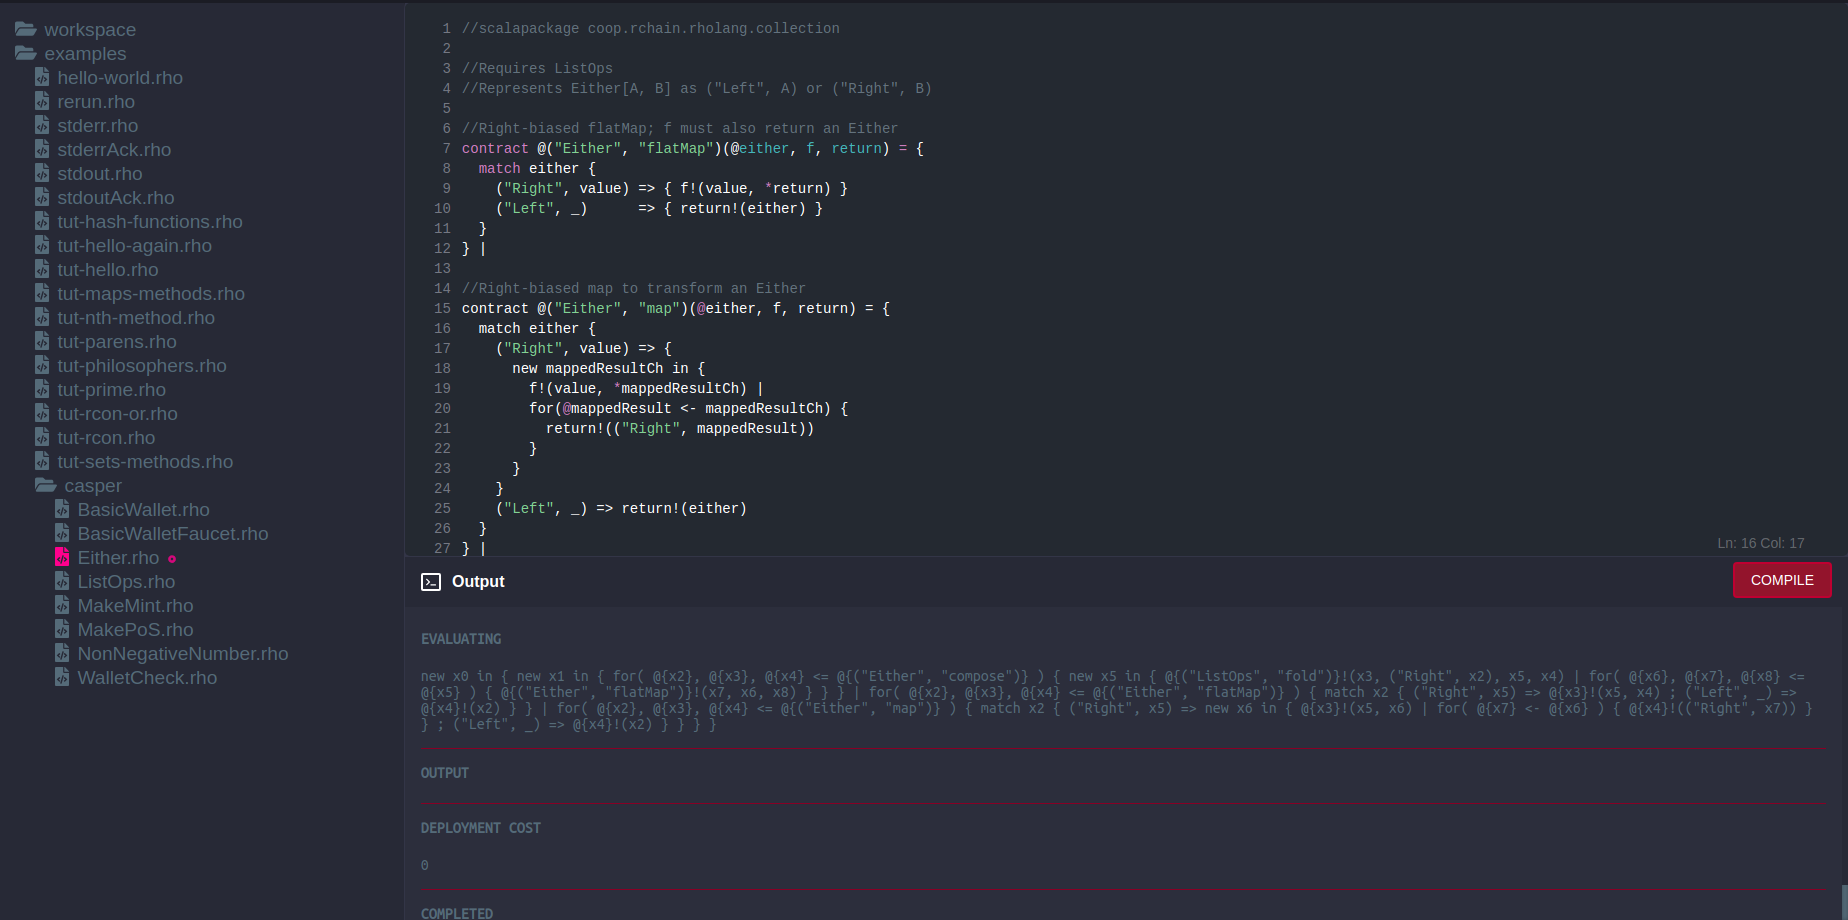 workspace
examples
hello-world.rho
rerun.rho
stderr.rho
stderrAck.rho
stdout.rho
stdoutAck.rho
tut-hash-functions.rho
tut-hello-again.rho
tut-hello.rho
tut-maps-methods.rho
tut-nth-method.rho
tut-parens.rho
tut-philosophers.rho
tut-prime.rho
tut-rcon-or.rho
tut-rcon.rho
tut-sets-methods.rho
casper
BasicWallet.rho
BasicWalletFaucet.rho
Either.rho
ListOps.rho
MakeMint.rho
MakePoS.rho
NonNegativeNumber.rho
WalletCheck.rho
1 //scalapackage coop.rchain.rholang.collection
2
3 //Requires ListOps
4 //Represents Either[A, B] as ("Left", A) or ("Right", B)
5
6 //Right-biased flatMap; f must also return an Either
7 contract @("Either", "flatMap")(@either, f, return) = {
8   match either {
9     ("Right", value) => { f!(value, *return) }
10     ("Left", _)      => { return!(either) }
11   }
12 } |
13
14 //Right-biased map to transform an Either
15 contract @("Either", "map")(@either, f, return) = {
16   match either {
17     ("Right", value) => {
18       new mappedResultCh in {
19         f!(value, *mappedResultCh) |
20         for(@mappedResult <- mappedResultCh) {
21           return!(("Right", mappedResult))
22         }
23       }
24     }
25     ("Left", _) => return!(either)
26   }
27 } |
Ln: 16 Col: 17
Output
COMPILE
EVALUATING
new x0 in { new x1 in { for( @{x2}, @{x3}, @{x4} <= @{("Either", "compose")} ) { new x5 in { @{("ListOps", "fold")}!(x3, ("Right", x2), x5, x4) | for( @{x6}, @{x7}, @{x8} <=
@{x5} ) { @{("Either", "flatMap")}!(x7, x6, x8) } } } | for( @{x2}, @{x3}, @{x4} <= @{("Either", "flatMap")} ) { match x2 { ("Right", x5) => @{x3}!(x5, x4) ; ("Left", _) =>
@{x4}!(x2) } } | for( @{x2}, @{x3}, @{x4} <= @{("Either", "map")} ) { match x2 { ("Right", x5) => new x6 in { @{x3}!(x5, x6) | for( @{x7} <- @{x6} ) { @{x4}!(("Right", x7)) }
} ; ("Left", _) => @{x4}!(x2) } } } }
OUTPUT
DEPLOYMENT COST
0
COMPLETED